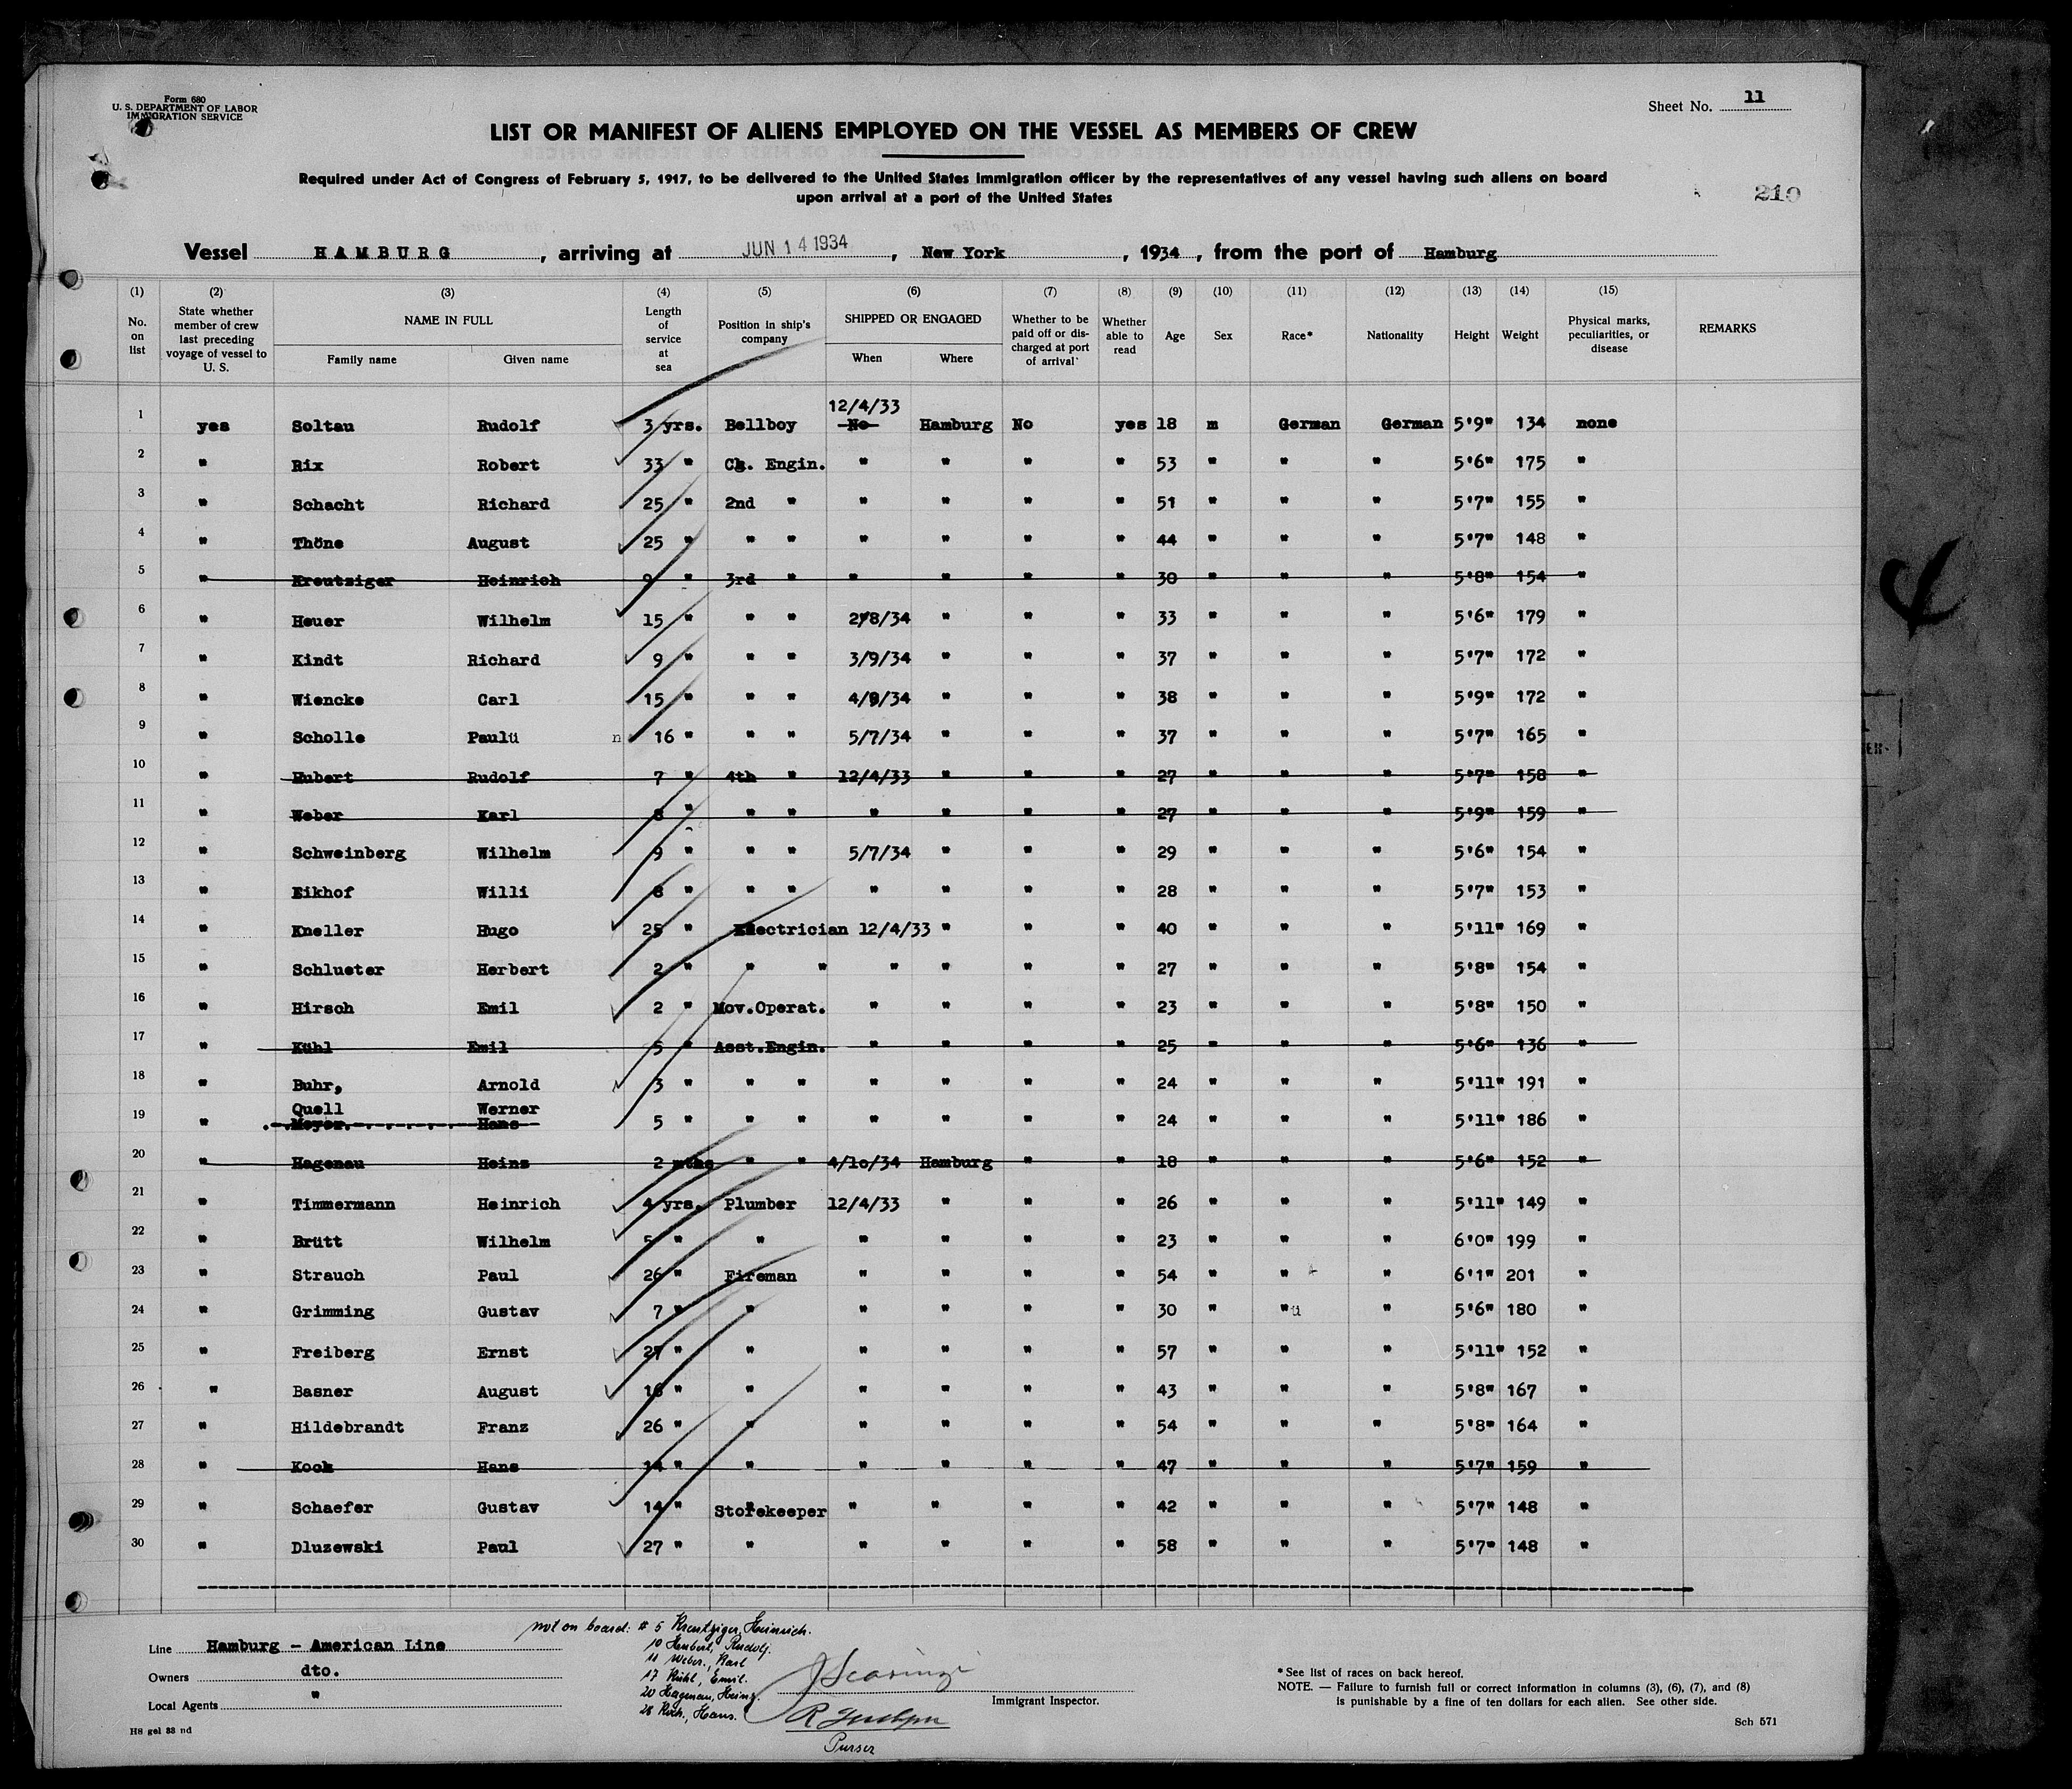 Form 680
U. S. DEPARTMENT OF LABOR
IMMIGRATION SERVICE
Sheet No. 11
LIST OR MANIFEST OF ALIENS EMPLOYED ON THE VESSEL AS MEMBERS OF CREW
Required under Act of Congress of February 5, 1917, to be delivered to the United States immigration officer by the representatives of any vessel having such aliens on board
upon arrival at a port of the United States
210
Vessel HAMBURG, arriving at JUN 14 1934, New York, 1934, from the port of Hamburg
(1) No. on list (2) State whether member of crew last preceding voyage of vessel to U. S. (3) NAME IN FULL Family name Given name (4) Length of service at sea (5) Position in ship's company (6) SHIPPED OR ENGAGED When Where (7) Whether to be paid off or discharged at port of arrival (8) Whether able to read (9) Age (10) Sex (11) Race* (12) Nationality (13) Height (14) Weight (15) Physical marks, peculiarities, or disease REMARKS
12/4/33
1 yes Soltau Rudolf 3 yrs. Bellboy No Hamburg No yes 18 m German German 5'9" 134 none
2 " Rix Robert 33 " Ch. Engin. " " " " 53 " " " 5'6" 175 "
3 " Schacht Richard 25 " 2nd " " " " " 51 " " " 5'7" 155 "
4 " Thöne August 25 " " " " " " " 44 " " " 5'7" 148 "
5 " Kreutziger Heinrich 9 " 3rd " " " " " 30 " " " 5'8" 154 "
6 " Heuer Wilhelm 15 " " " 2/8/34 " " " 33 " " " 5'6" 179 "
7 " Kindt Richard 9 " " " 3/9/34 " " " 37 " " " 5'7" 172 "
8 " Wiencke Carl 15 " " " 4/9/34 " " " 38 " " " 5'9" 172 "
9 " Scholle Paul 16 " " " 5/7/34 " " " 37 " " " 5'7" 165 "
10 " Hubert Rudolf 7 " 4th " 12/4/33 " " " 27 " " " 5'7" 158 "
11 " Weber Karl 8 " " " " " " " 27 " " " 5'9" 159 "
12 " Schweinberg Wilhelm 9 " " " 5/7/34 " " " 29 " " " 5'6" 154 "
13 " Eikhof Willi 8 " " " " " " " 28 " " " 5'7" 153 "
14 " Kneller Hugo 25 " Electrician 12/4/33 " " " 40 " " " 5'11" 169 "
15 " Schlueter Herbert 2 " " " " " " " 27 " " " 5'8" 154 "
16 " Hirsch Emil 2 " Mov.Operat. " " " " 23 " " " 5'8" 150 "
17 " Kühl Emil 5 " Asst.Engin. " " " " 25 " " " 5'6" 136 "
18 " Buhr, Arnold 3 " " " " " " " 24 " " " 5'11" 191 "
Quell Werner
19 " Meyer. Hans 5 " " " " " " " 24 " " " 5'11" 186 "
20 " Hagenau Heinz 2 mths " " 4/10/34 Hamburg " " 18 " " " 5'6" 152 "
21 " Timmermann Heinrich 4 yrs. Plumber 12/4/33 " " " 26 " " " 5'11" 149 "
22 " Brütt Wilhelm 5 " " " " " " 23 " " " 6'0" 199 "
23 " Strauch Paul 26 " Fireman " " " " 54 " " " 6'1" 201 "
24 " Grimming Gustav 7 " " " " " " 30 " " " 5'6" 180 "
25 " Freiberg Ernst 27 " " " " " " 57 " " " 5'11" 152 "
26 " Basner August 16 " " " " " " 43 " " " 5'8" 167 "
27 " Hildebrandt Franz 26 " " " " " " 54 " " " 5'8" 164 "
28 " Koch Hans 14 " " " " " " 47 " " " 5'7" 159 "
29 " Schaefer Gustav 14 " Storekeeper " " " " 42 " " " 5'7" 148 "
30 " Dluzewski Paul 27 " " " " " " 58 " " " 5'7" 148 "
not on board: # 5 Kreutziger, Heinrich.
10 Hubert, Rudolf.
11 Weber, Karl
17 Kühl, Emil.
20 Hagenau, Heinz.
28 Koch, Hans.
Line Hamburg - American Line
Owners dto.
Local Agents "
Immigrant Inspector.
Purser
* See list of races on back hereof.
NOTE. — Failure to furnish full or correct information in columns (3), (6), (7), and (8)
is punishable by a fine of ten dollars for each alien. See other side.
H8 gel 33 nd
Sch 571